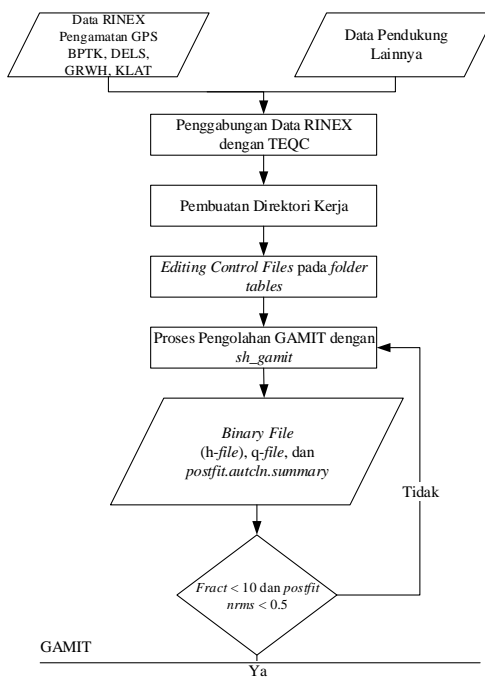 Data RINEX
Pengamatan GPS
BPTK, DELS,
GRWH, KLAT
Data Pendukung
Lainnya
Penggabungan Data RINEX
dengan TEQC
Pembuatan Direktori Kerja
Editing Control Files pada folder
tables
Proses Pengolahan GAMIT dengan
sh_gamit
Binary File
(h-file), q-file, dan
postfit.autcln.summary
Tidak
Fract < 10 dan postfit
nrms < 0.5
GAMIT
Ya